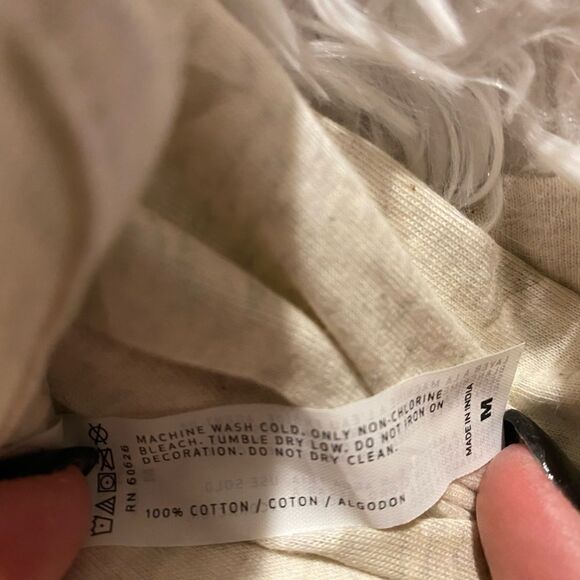 MACHINE WASH COLD. ONLY NON-CHLORINE
BLEACH. TUMBLE DRY LOW. DO NOT IRON ON
DECORATION. DO NOT DRY CLEAN.
100% COTTON / COTON / ALGODON
RN 60626
MADE IN INDIA
M